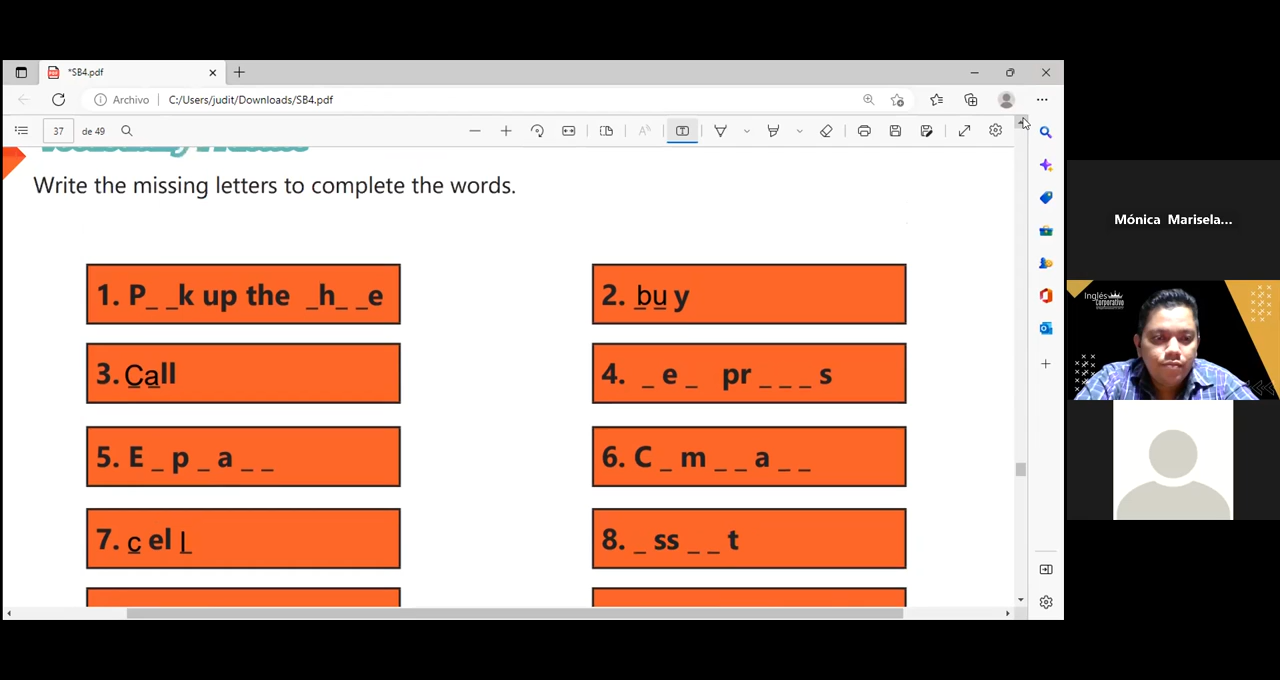 *SB4.pdf
Archivo C:/Users/judit/Downloads/SB4.pdf
37 de 49
Write the missing letters to complete the words.
1. P_ _k up the _h_ _e
2. bu y
3. Call
4. _ e _ pr _ _ _ s
5. E _ p _ a _ _
6. C _ m _ _ a _ _
7. c el l
8. _ ss _ _ t
Mónica Marisela...
Inglés
corporativo